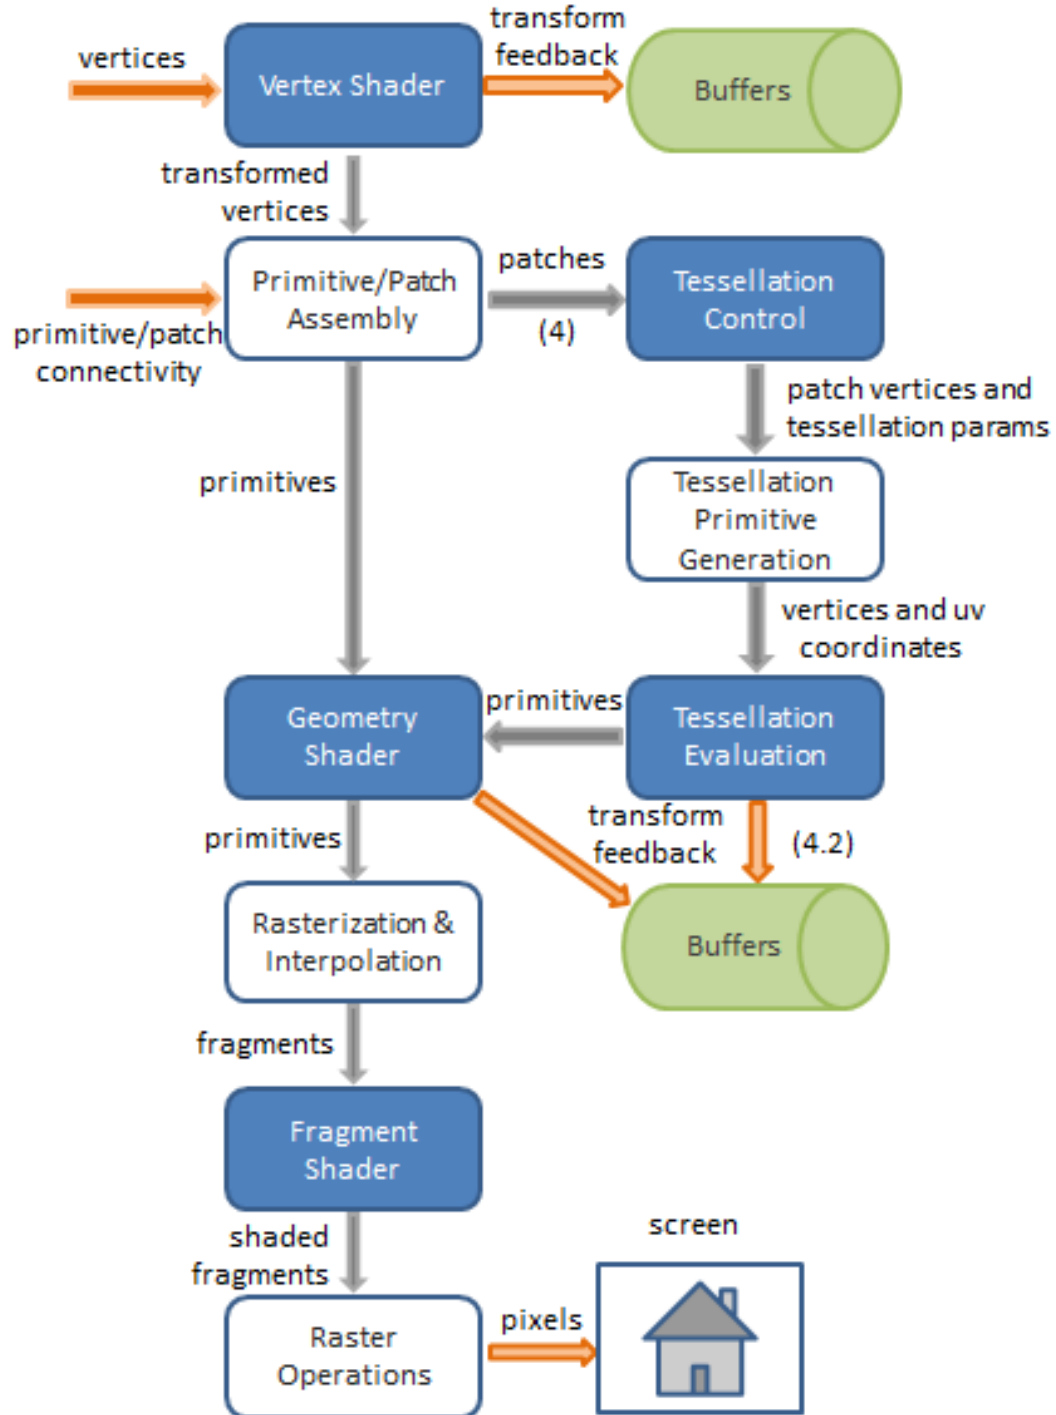 transform
feedback
vertices
Vertex Shader
Buffers
transformed
vertices
Primitive/Patch
Assembly
patches
(4)
Tessellation
Control
primitive/patch
connectivity
patch vertices and
tessellation params
primitives
Tessellation
Primitive
Generation
vertices and uv
coordinates
Geometry
Shader
primitives
Tessellation
Evaluation
primitives
transform
feedback
(4.2)
Rasterization &
Interpolation
Buffers
fragments
Fragment
Shader
shaded
fragments
screen
Raster
Operations
pixels